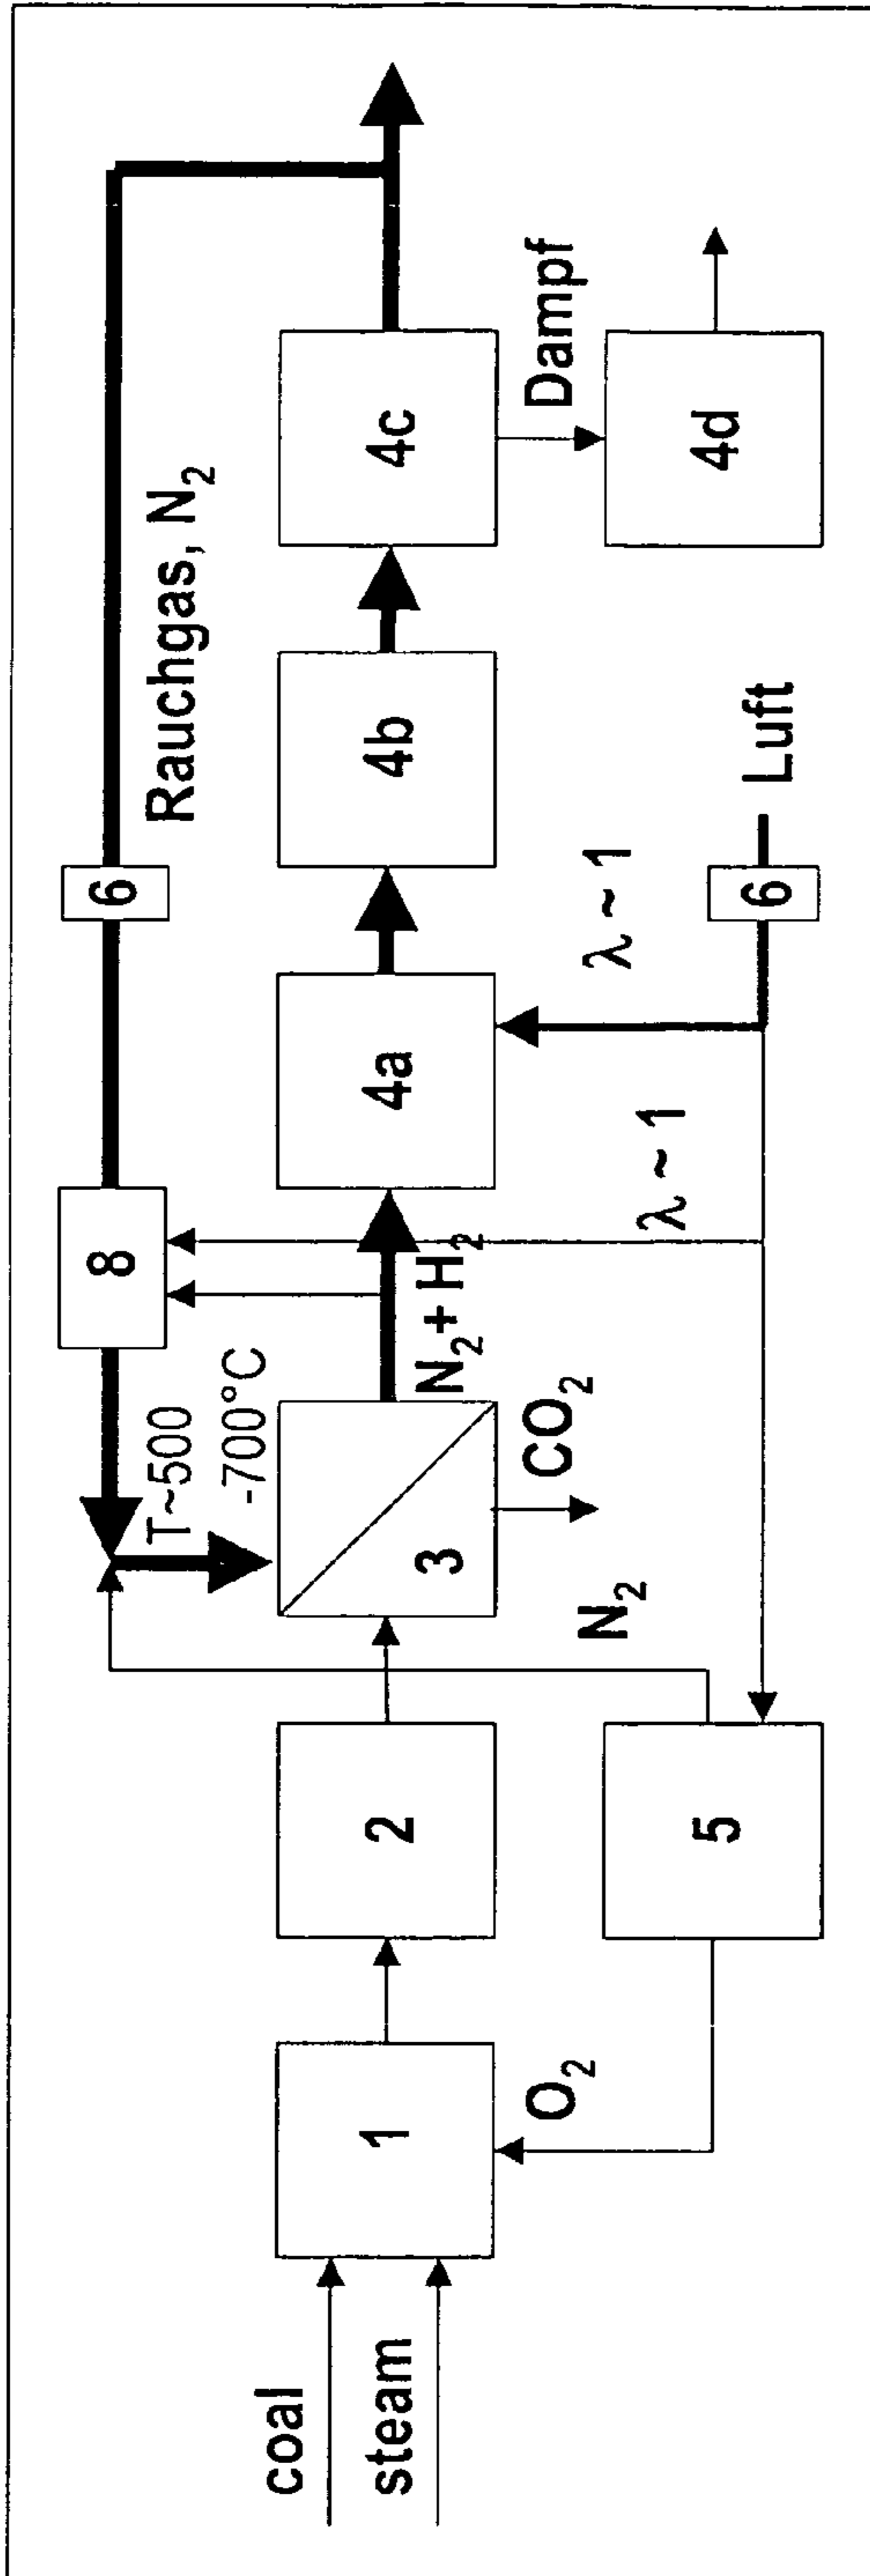 coal
steam
1
O₂
2
5
N₂
3
CO₂
T~500
-700°C
N₂+ H₂
8
4a
λ ~ 1
λ ~ 1
6
6
Luft
Rauchgas, N₂
4b
4c
Dampf
4d